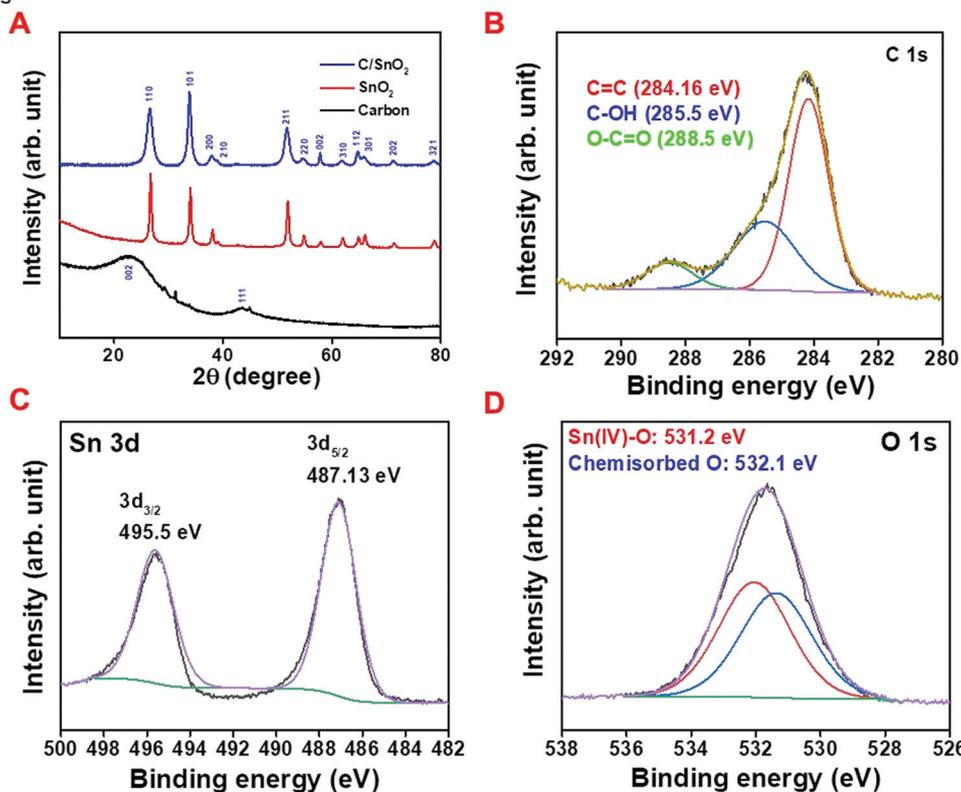 A
Intensity (arb. unit)
C/SnO₂
SnO₂
Carbon
110
101
200
210
211
220
002
310
112
301
202
321
002
111
20 40 60 80
2θ (degree)
B
Intensity (arb. unit)
C 1s
C=C (284.16 eV)
C-OH (285.5 eV)
O-C=O (288.5 eV)
292 290 288 286 284 282 280
Binding energy (eV)
C
Intensity (arb. unit)
Sn 3d
3d₅/₂
487.13 eV
3d₃/₂
495.5 eV
500 498 496 494 492 490 488 486 484 482
Binding energy (eV)
D
Intensity (arb. unit)
Sn(IV)-O: 531.2 eV
O 1s
Chemisorbed O: 532.1 eV
538 536 534 532 530 528 526
Binding energy (eV)